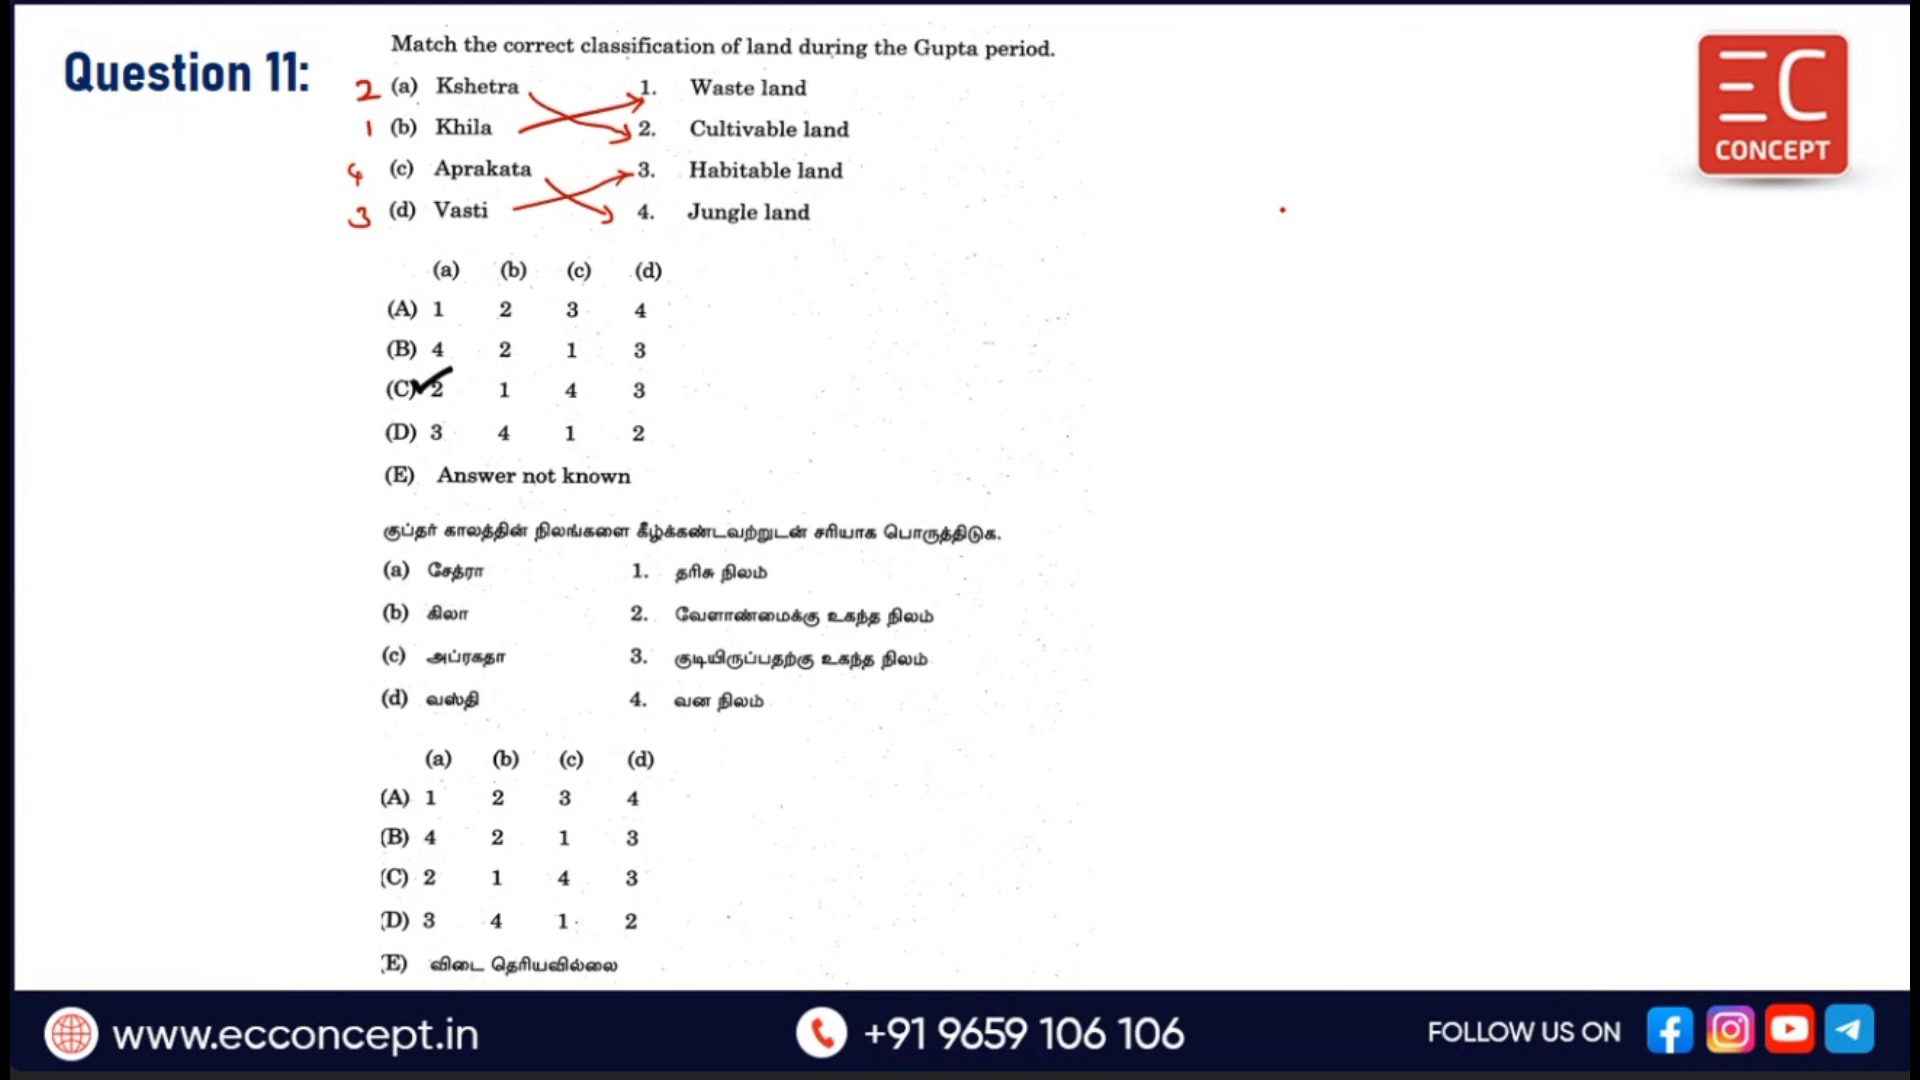 Question 11:
Match the correct classification of land during the Gupta period.
2 (a) Kshetra 1. Waste land
1 (b) Khila 2. Cultivable land
4 (c) Aprakata 3. Habitable land
3 (d) Vasti 4. Jungle land
(a) (b) (c) (d)
(A) 1 2 3 4
(B) 4 2 1 3
(C) 2 1 4 3
(D) 3 4 1 2
(E) Answer not known
குப்தர் காலத்தின் நிலங்களை கீழ்க்கண்டவற்றுடன் சரியாக பொருத்திடுக.
(a) சேத்ரா 1. தரிசு நிலம்
(b) கிலா 2. வேளாண்மைக்கு உகந்த நிலம்
(c) அப்ரகதா 3. குடியிருப்பதற்கு உகந்த நிலம்
(d) வஸ்தி 4. வன நிலம்
(a) (b) (c) (d)
(A) 1 2 3 4
(B) 4 2 1 3
(C) 2 1 4 3
(D) 3 4 1 2
(E) விடை தெரியவில்லை
EC
CONCEPT
www.ecconcept.in
+91 9659 106 106
FOLLOW US ON